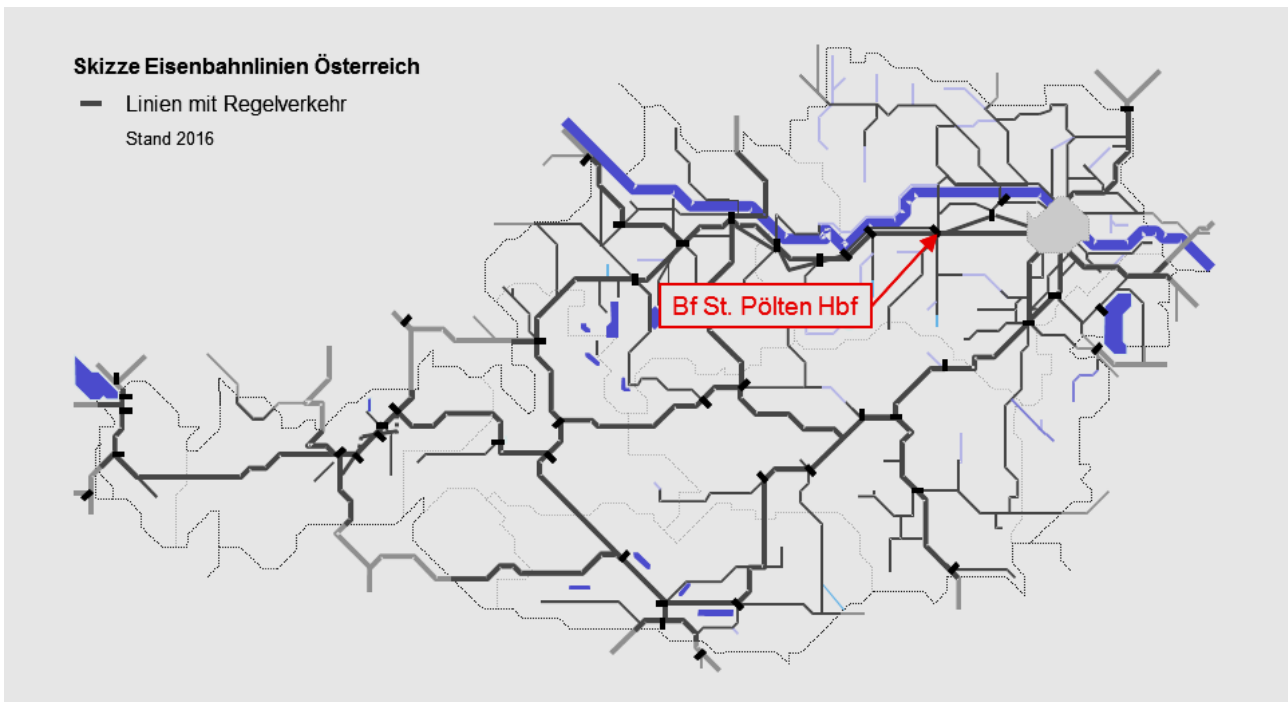 Skizze Eisenbahnlinien Österreich
Linien mit Regelverkehr
Stand 2016
Bf St. Pölten Hbf